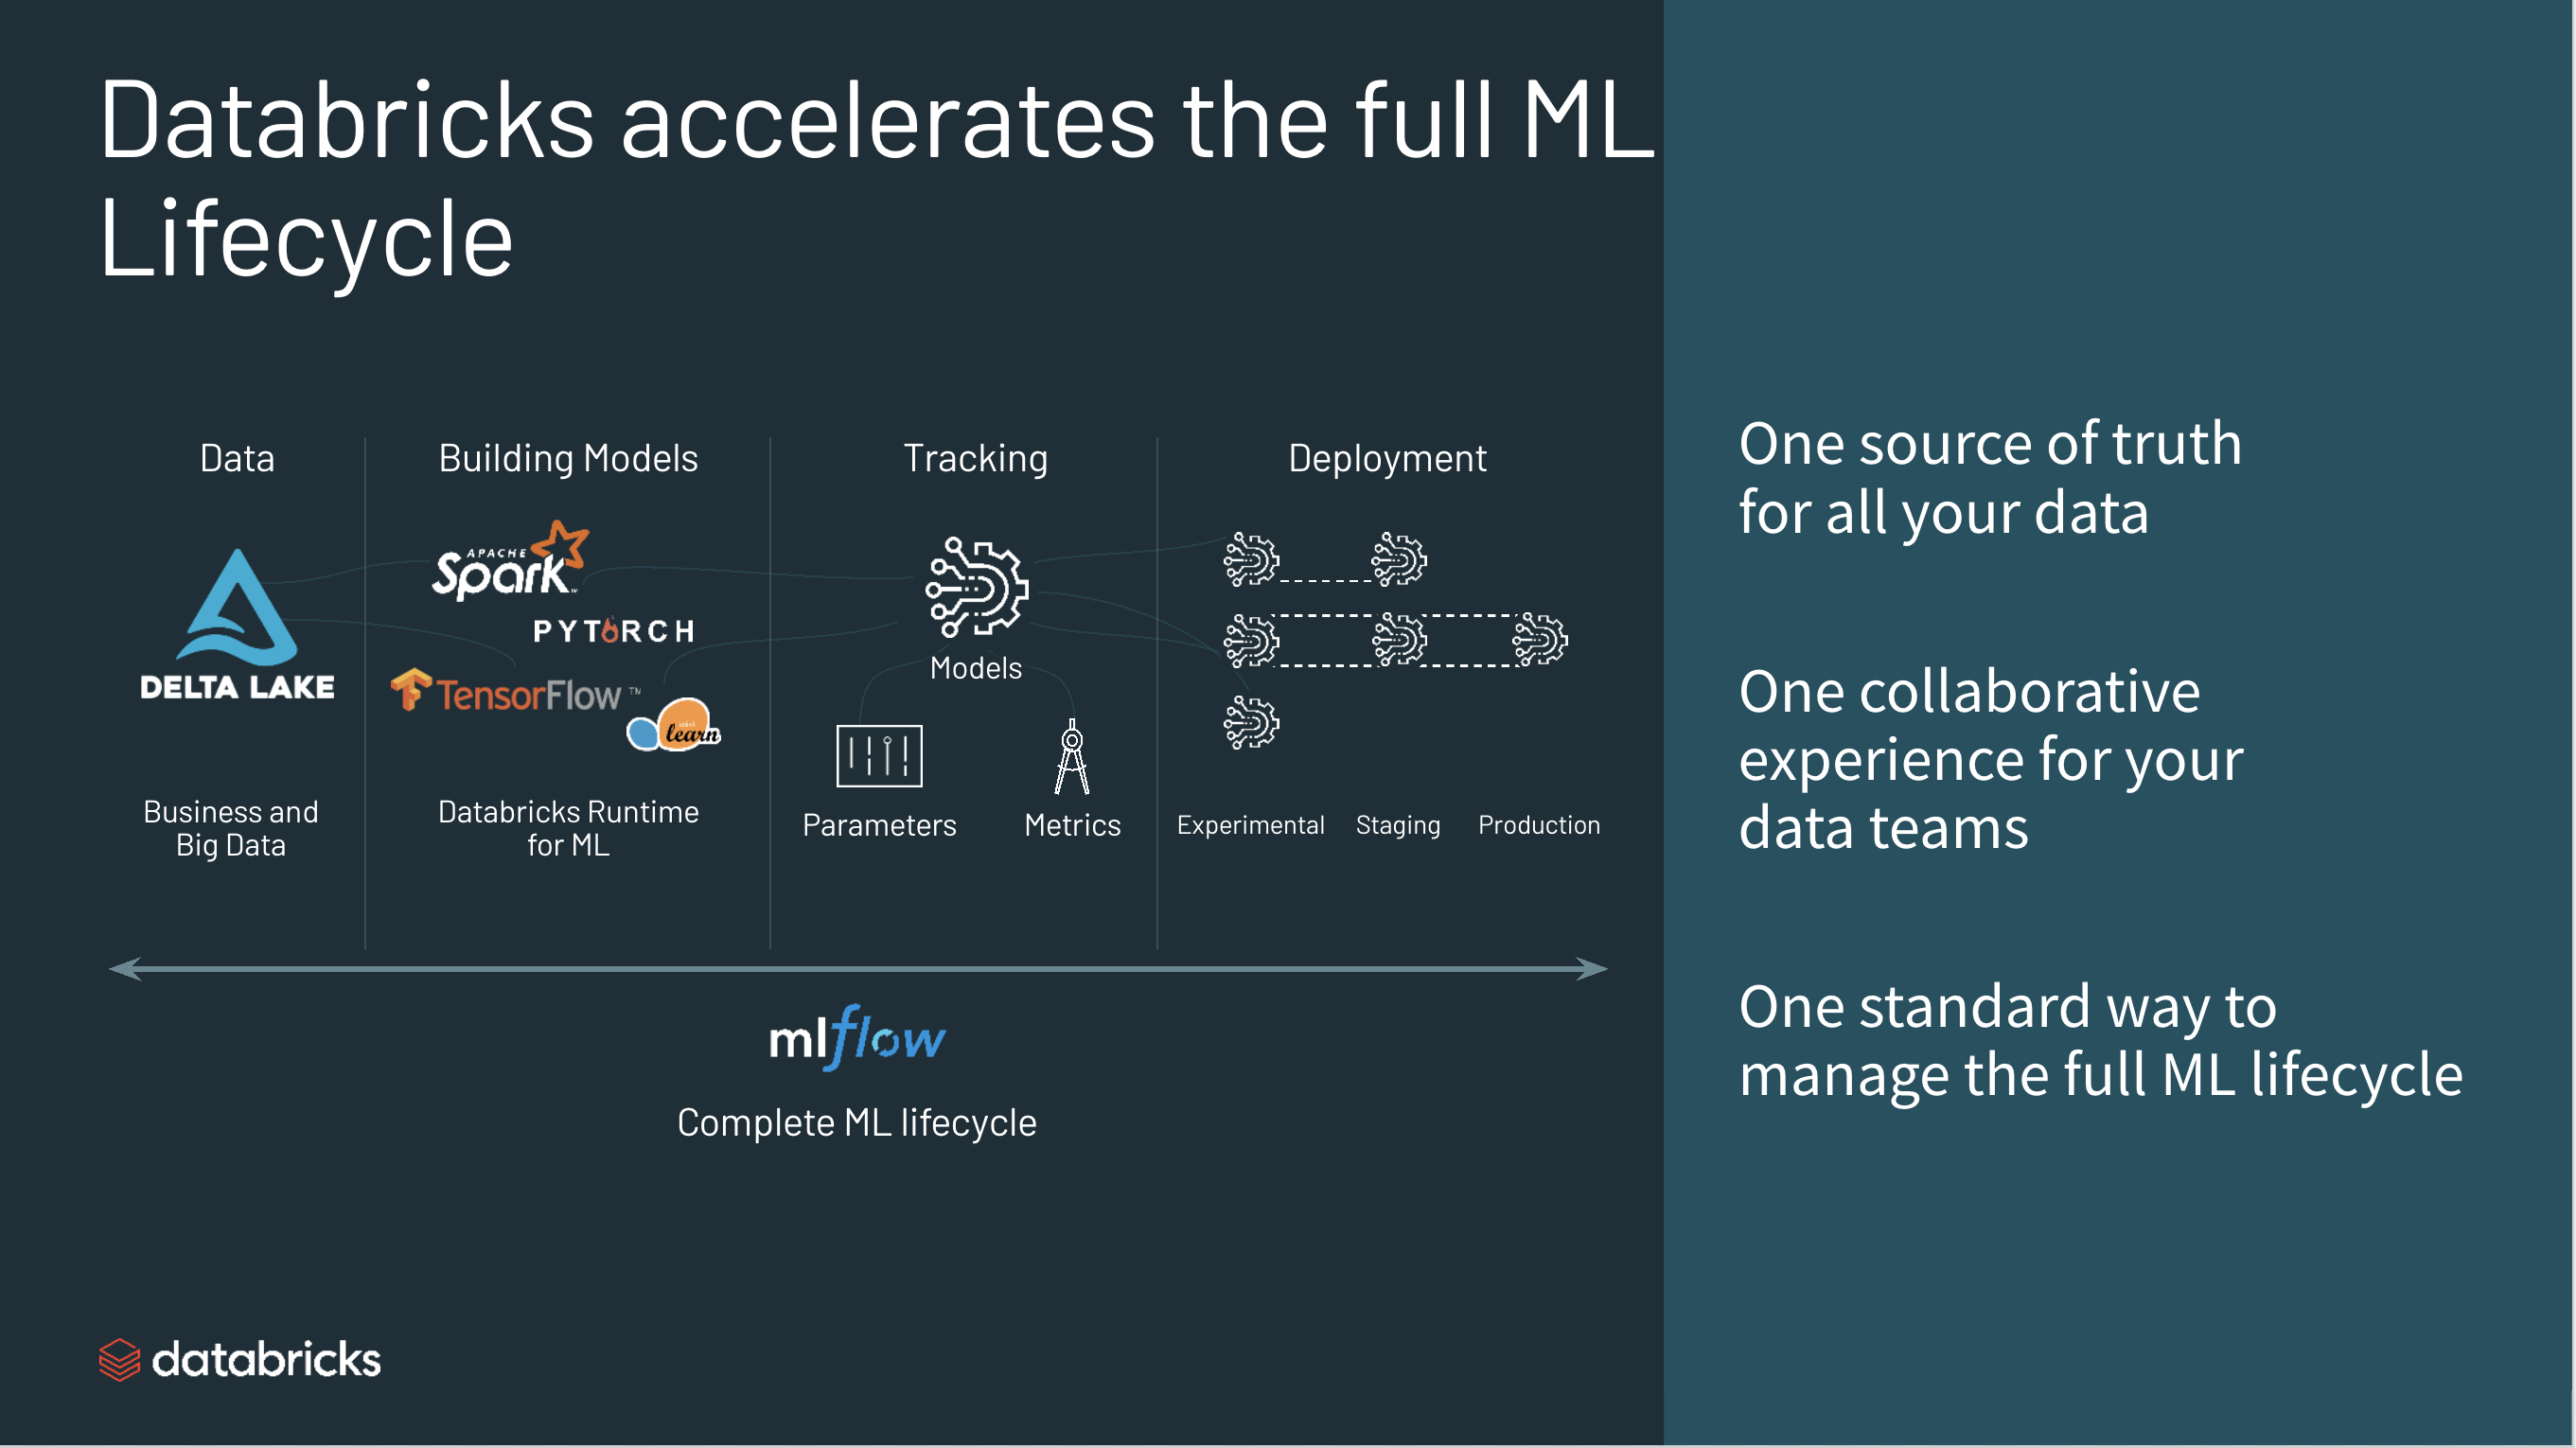 Databricks accelerates the full ML
Lifecycle
Data
Building Models
Tracking
Deployment
DELTA LAKE
APACHE
Spark
PYTORCH
TensorFlow ™
learn
Models
Business and
Big Data
Databricks Runtime
for ML
Parameters
Metrics
Experimental
Staging
Production
mlflow
Complete ML lifecycle
databricks
One source of truth
for all your data
One collaborative
experience for your
data teams
One standard way to
manage the full ML lifecycle